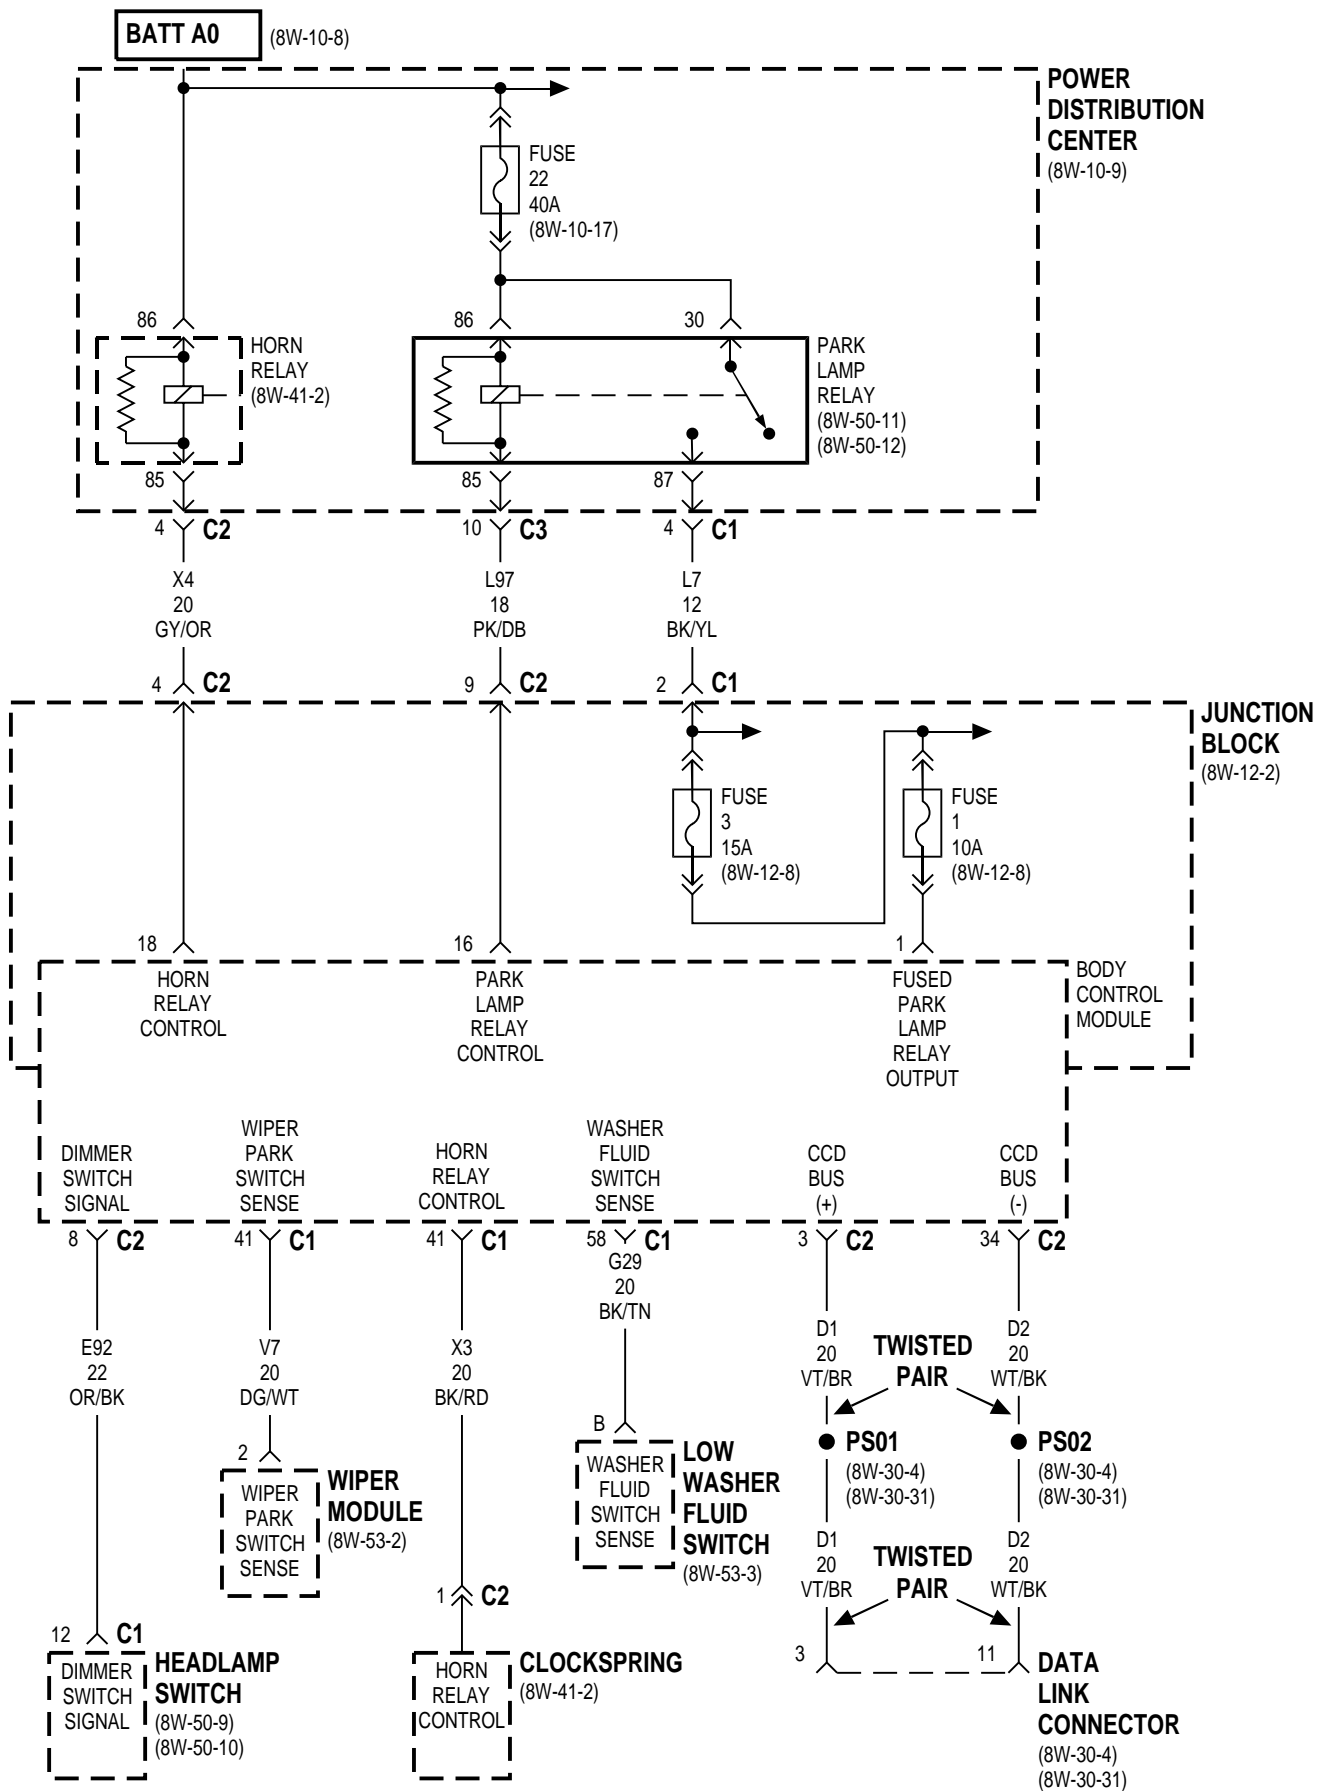 BATT A0
(8W-10-8)
POWER
DISTRIBUTION
CENTER
(8W-10-9)
FUSE
22
40A
(8W-10-17)
86
86
30
HORN
RELAY
(8W-41-2)
PARK
LAMP
RELAY
(8W-50-11)
(8W-50-12)
85
85
87
4 C2
10 C3
4 C1
X4
20
GY/OR
L97
18
PK/DB
L7
12
BK/YL
4 C2
9 C2
2 C1
JUNCTION
BLOCK
(8W-12-2)
FUSE
3
15A
(8W-12-8)
FUSE
1
10A
(8W-12-8)
18
16
1
HORN
RELAY
CONTROL
PARK
LAMP
RELAY
CONTROL
FUSED
PARK
LAMP
RELAY
OUTPUT
BODY
CONTROL
MODULE
DIMMER
SWITCH
SIGNAL
WIPER
PARK
SWITCH
SENSE
HORN
RELAY
CONTROL
WASHER
FLUID
SWITCH
SENSE
CCD
BUS
(+)
CCD
BUS
(-)
8 C2
41 C1
41 C1
58 C1
3 C2
34 C2
E92
22
OR/BK
V7
20
DG/WT
X3
20
BK/RD
G29
20
BK/TN
D1
20
VT/BR
TWISTED
PAIR
D2
20
WT/BK
2
WIPER
PARK
SWITCH
SENSE
WIPER
MODULE
(8W-53-2)
B
WASHER
FLUID
SWITCH
SENSE
LOW
WASHER
FLUID
SWITCH
(8W-53-3)
PS01
(8W-30-4)
(8W-30-31)
PS02
(8W-30-4)
(8W-30-31)
D1
20
VT/BR
TWISTED
PAIR
D2
20
WT/BK
12 C1
DIMMER
SWITCH
SIGNAL
HEADLAMP
SWITCH
(8W-50-9)
(8W-50-10)
1 C2
HORN
RELAY
CONTROL
CLOCKSPRING
(8W-41-2)
3
11
DATA
LINK
CONNECTOR
(8W-30-4)
(8W-30-31)